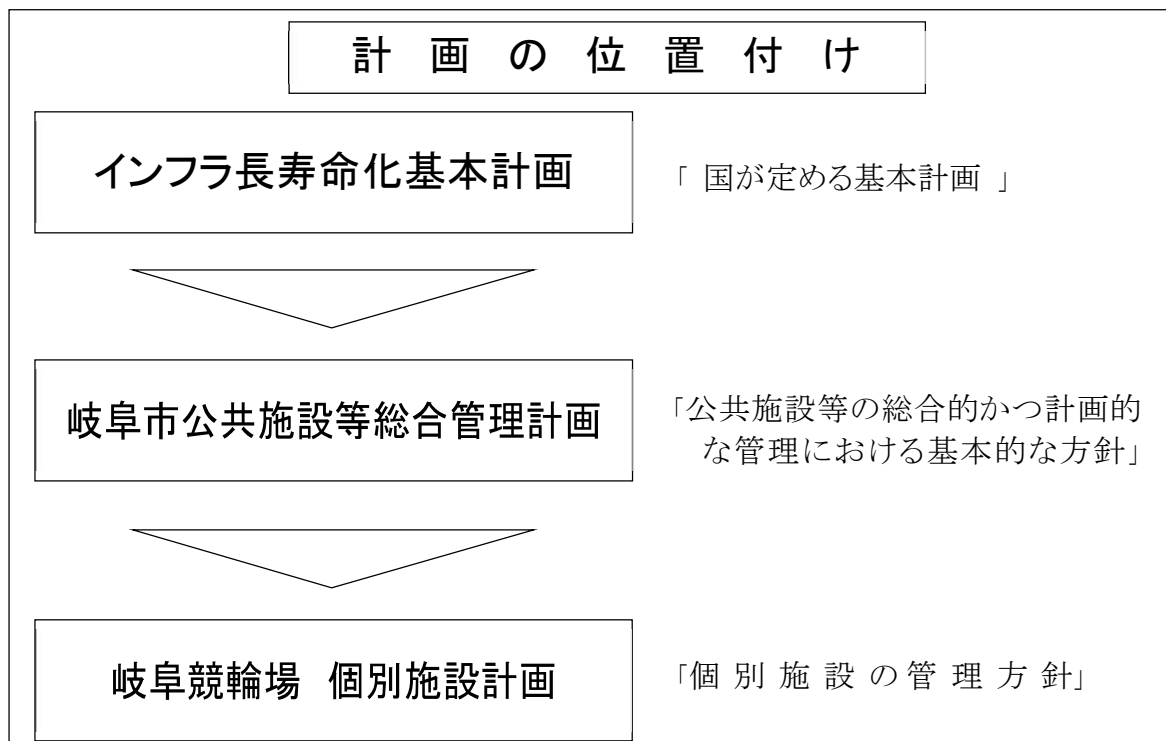 計画の位置付け
インフラ長寿命化基本計画
「 国が定める基本計画 」
岐阜市公共施設等総合管理計画
「公共施設等の総合的かつ計画的
な管理における基本的な方針」
岐阜競輪場 個別施設計画
「個別施設の管理方針」